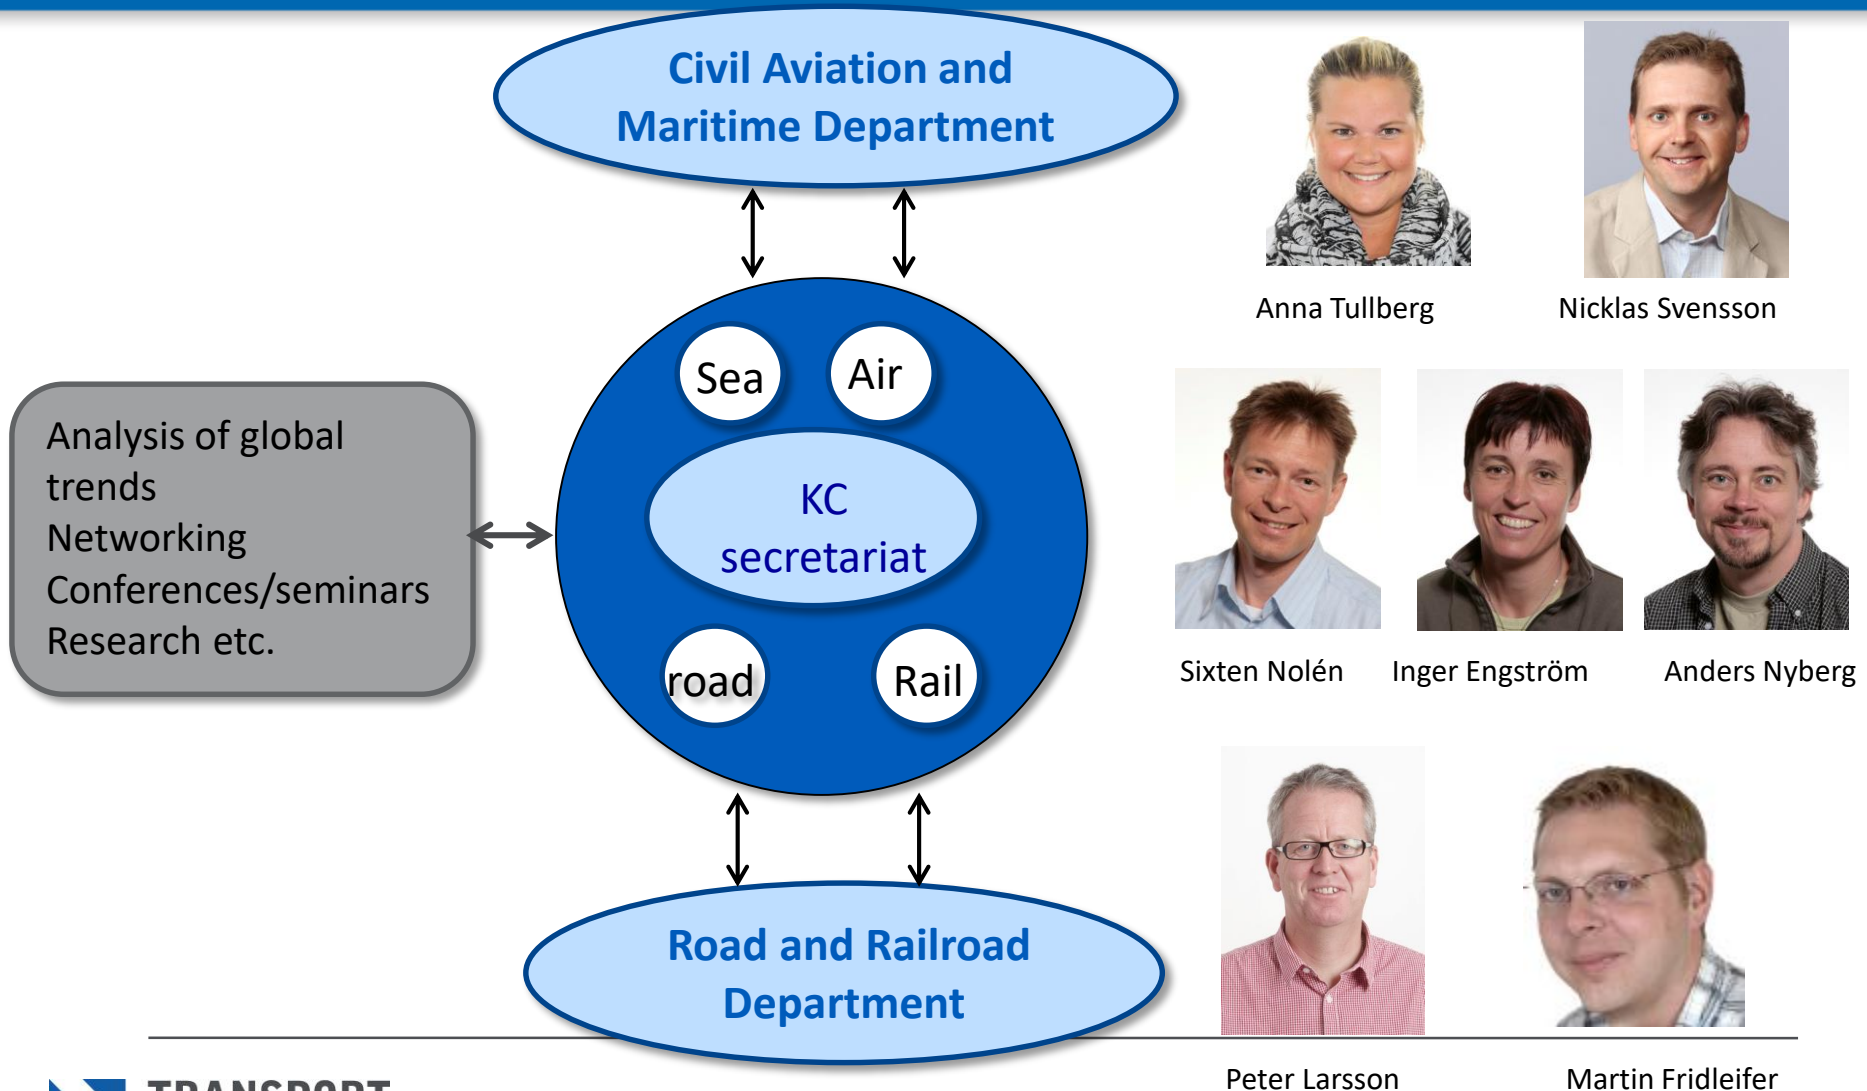 Civil Aviation and
Maritime Department
Anna Tullberg
Nicklas Svensson
Sea
Air
Analysis of global
trends
Networking
Conferences/seminars
Research etc.
KC
secretariat
road
Rail
Sixten Nolén
Inger Engström
Anders Nyberg
Road and Railroad
Department
Peter Larsson
Martin Fridleifer
TRANSPORT